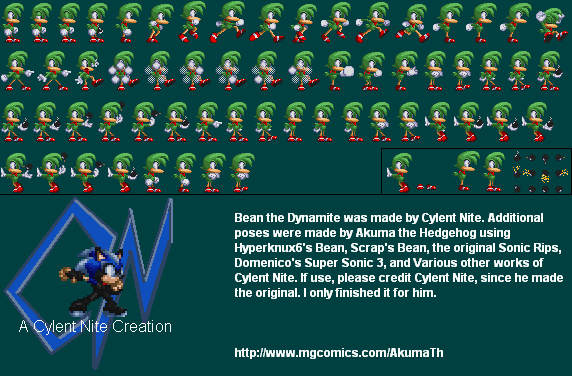 Bean the Dynamite was made by Cylent Nite. Additional
poses were made by Akuma the Hedgehog using
Hyperknux6's Bean, Scrap's Bean, the original Sonic Rips,
Domenico's Super Sonic 3, and Various other works of
Cylent Nite. If use, please credit Cylent Nite, since he made
the original. I only finished it for him.
A Cylent Nite Creation
http://www.mgcomics.com/AkumaTh